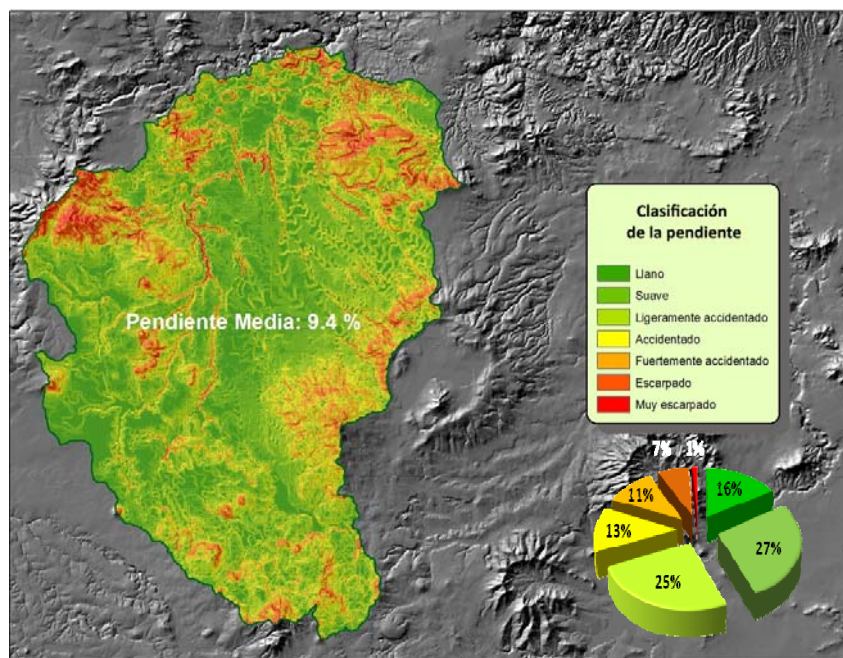 Pendiente Media: 9.4 %
Clasificación
de la pendiente
Llano
Suave
Ligeramente accidentado
Accidentado
Fuertemente accidentado
Escarpado
Muy escarpado
7%
1%
16%
11%
13%
27%
25%